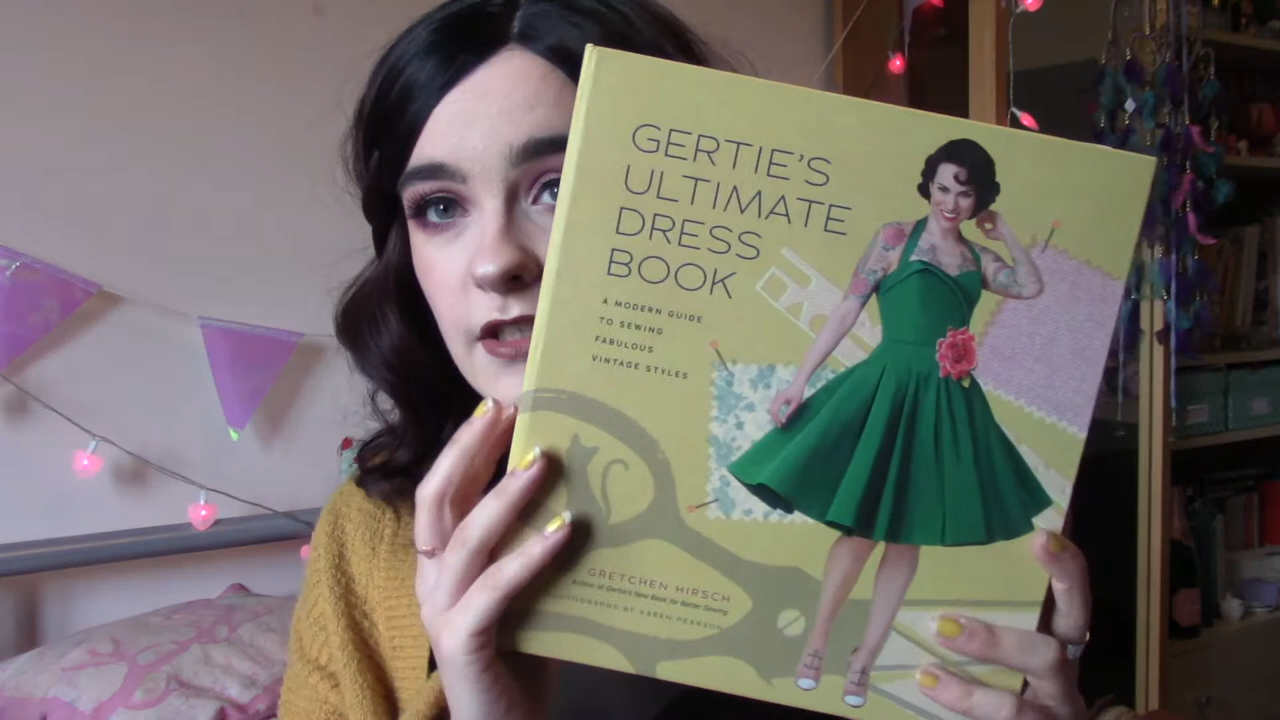 GERTIE'S
ULTIMATE
DRESS
BOOK
A MODERN GUIDE
TO SEWING
FABULOUS
VINTAGE STYLES
GRETCHEN HIRSCH
Author of Gertie's New Book for Better Sewing
BY KAREN PEARSON